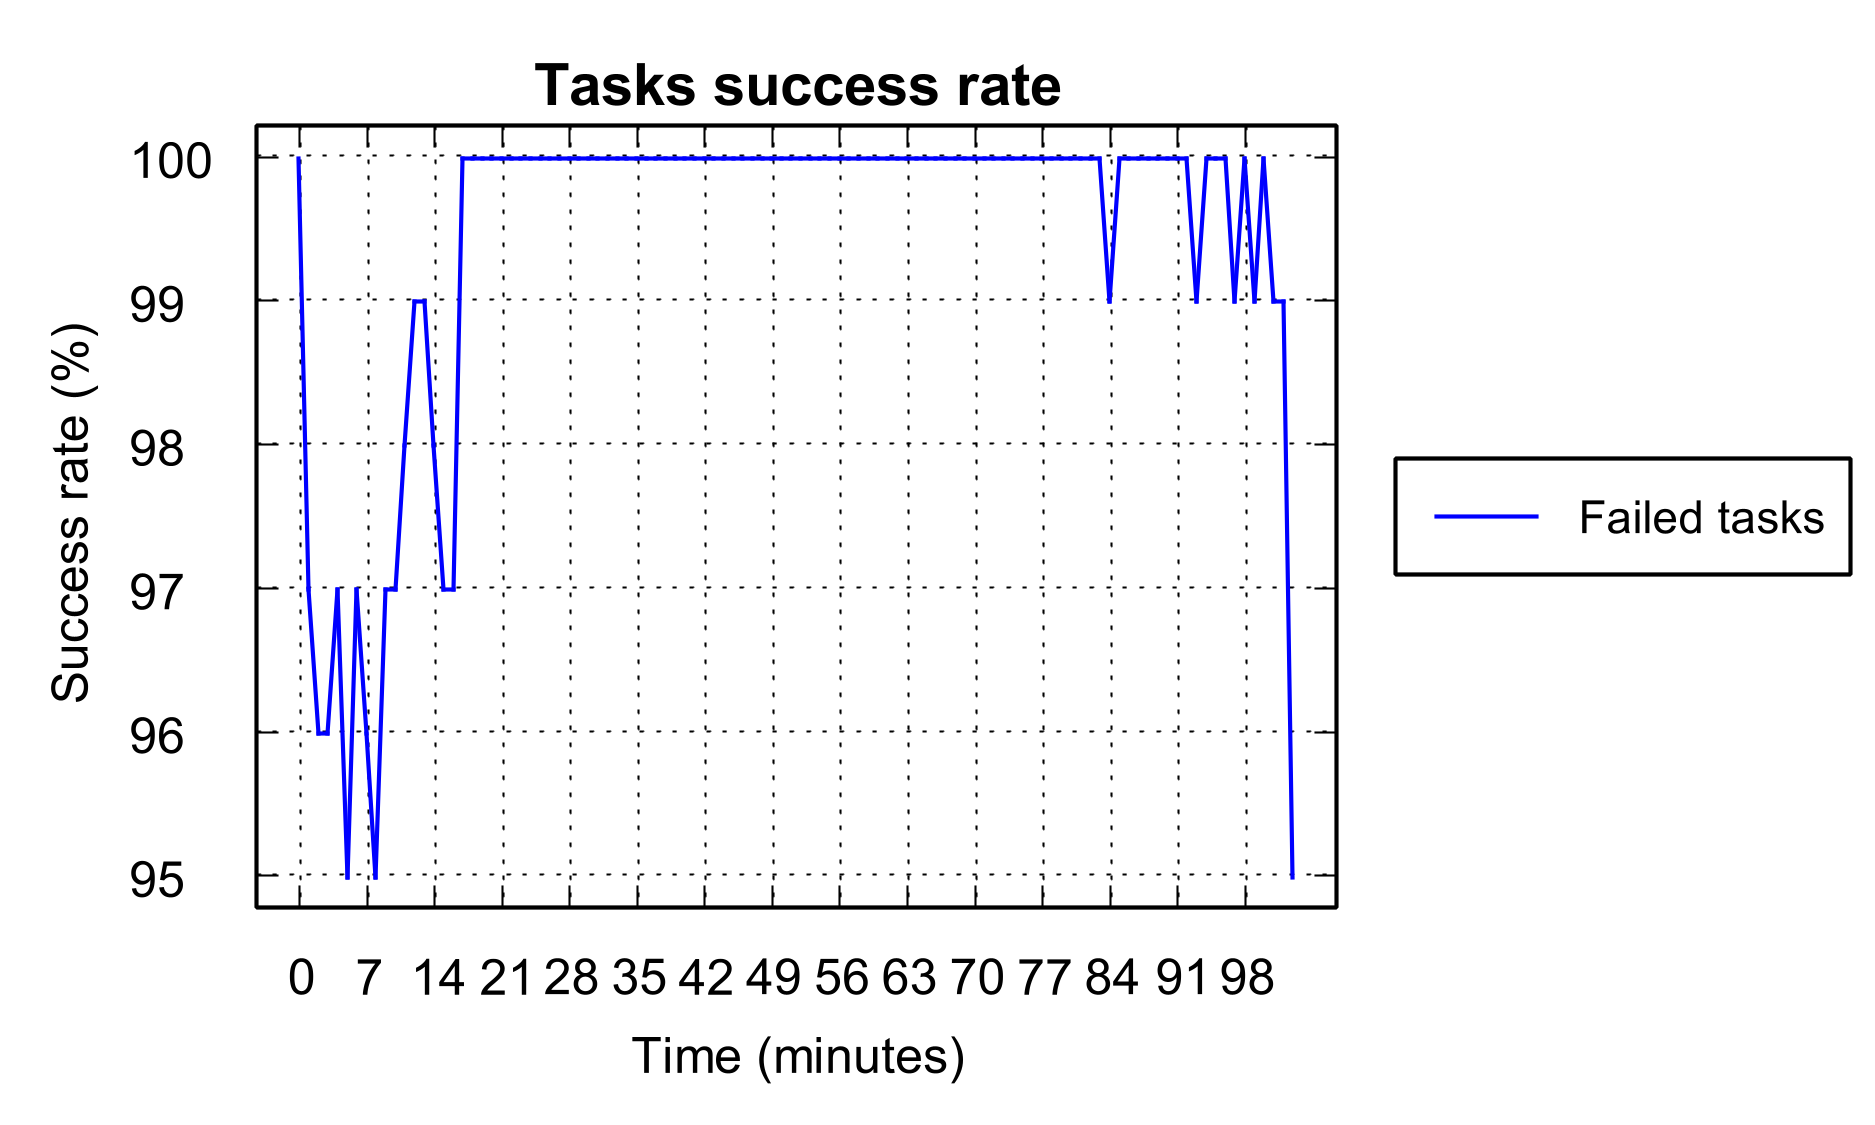 Tasks success rate
100
99
98
97
96
95
Success rate (%)
0 7 14 21 28 35 42 49 56 63 70 77 84 91 98
Time (minutes)
Failed tasks